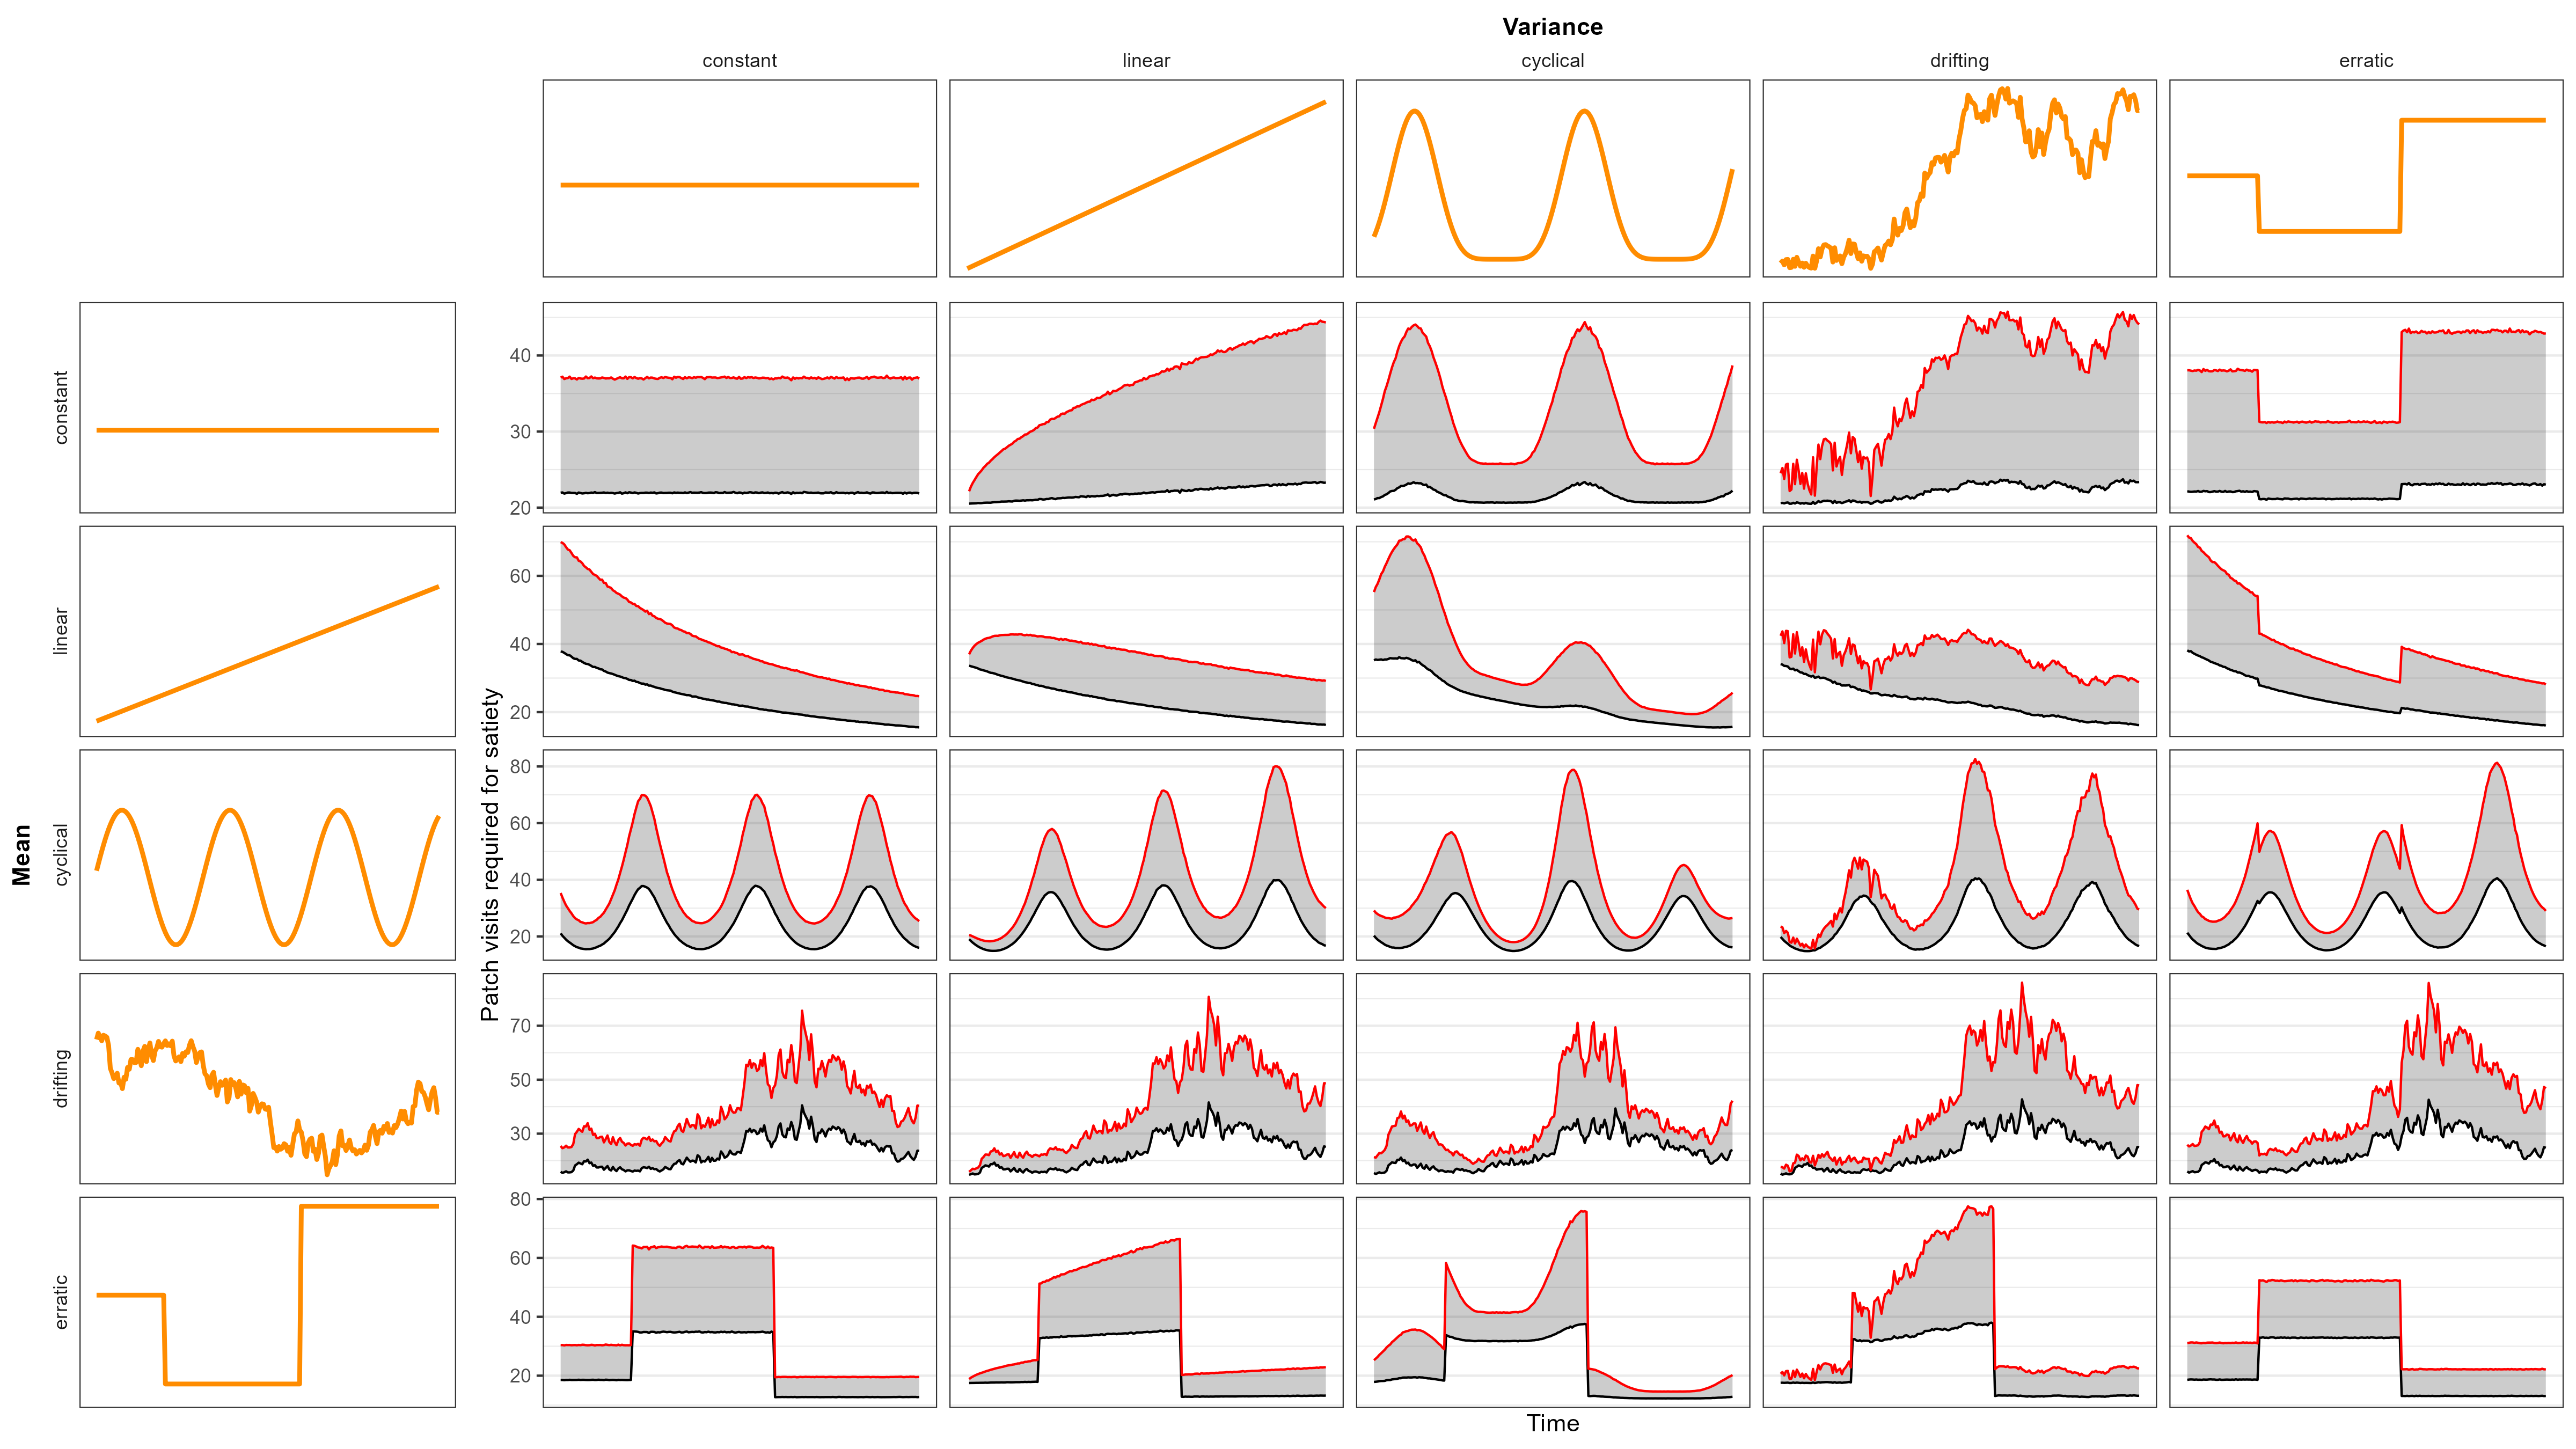 Variance
constant linear cyclical drifting erratic
constant
40
30
20
linear
60
40
20
Mean
cyclical
Patch visits required for satiety
80
60
40
20
drifting
70
50
30
erratic
80
60
40
20
Time